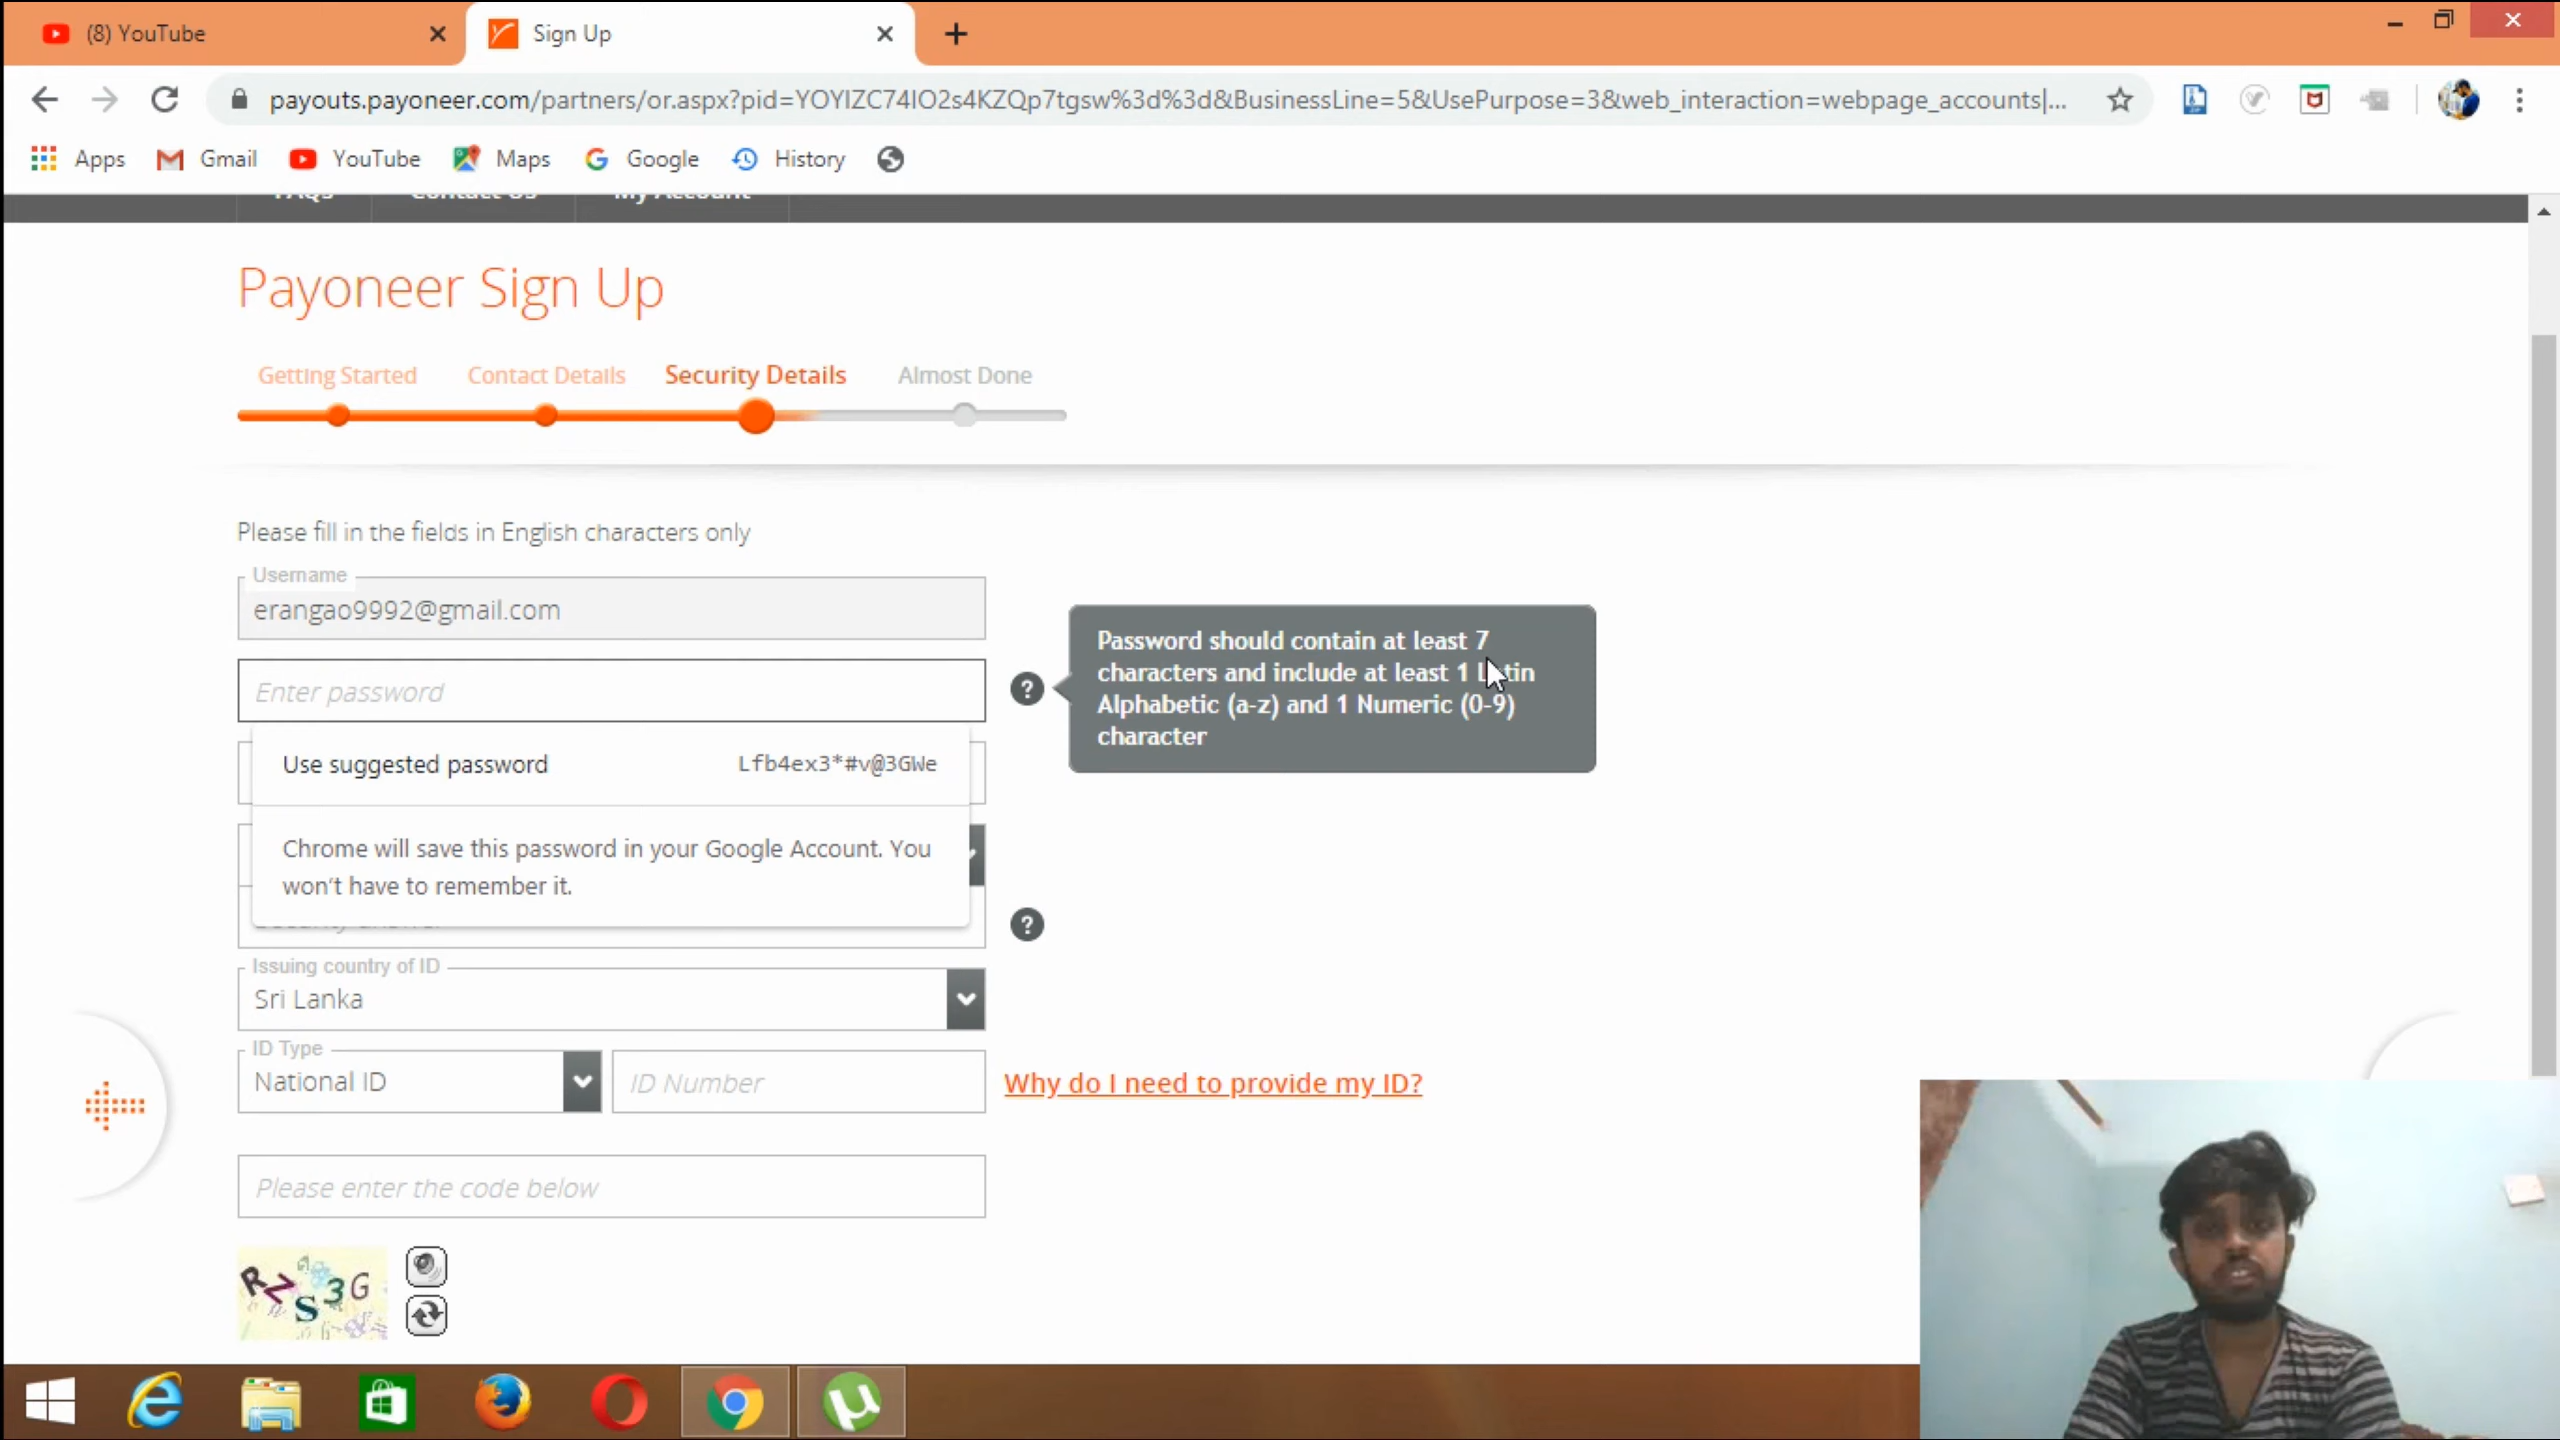 (8) YouTube
Sign Up
payouts.payoneer.com/partners/or.aspx?pid=YOYIZC74IO2s4KZQp7tgsw%3d%3d&BusinessLine=5&UsePurpose=3&web_interaction=webpage_accounts|...
Apps
Gmail
YouTube
Maps
Google
History
FAQs
Contact Us
My Account
Payoneer Sign Up
Getting Started
Contact Details
Security Details
Almost Done
Please fill in the fields in English characters only
Username
erangao9992@gmail.com
Enter password
Password should contain at least 7
characters and include at least 1 Latin
Alphabetic (a-z) and 1 Numeric (0-9)
character
Use suggested password
Lfb4ex3*#v@3GWe
Chrome will save this password in your Google Account. You
won't have to remember it.
Issuing country of ID
Sri Lanka
ID Type
National ID
ID Number
Why do I need to provide my ID?
Please enter the code below
RZS3G